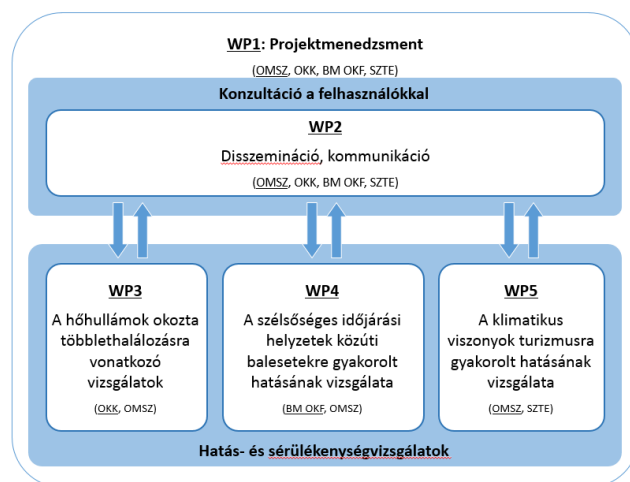 WP1: Projektmenedzsment
(OMSZ, OKK, BM OKF, SZTE)
Konzultáció a felhasználókkal
WP2
Disszemináció, kommunikáció
(OMSZ, OKK, BM OKF, SZTE)
WP3
A hőhullámok okozta
többlethalálozásra
vonatkozó
vizsgálatok
(OKK, OMSZ)
WP4
A szélsőséges időjárási
helyzetek közúti
balesetekre gyakorolt
hatásának vizsgálata
(BM OKF, OMSZ)
WP5
A klimatikus
viszonyok turizmusra
gyakorolt hatásának
vizsgálata
(OMSZ, SZTE)
Hatás- és sérülékenységvizsgálatok